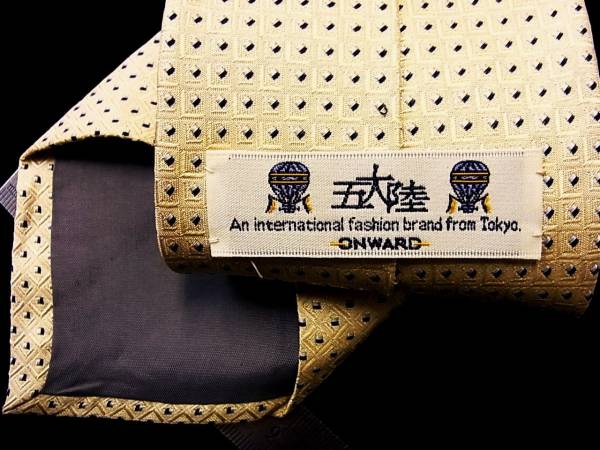 五大陸
An international fashion brand from Tokyo.
ONWARD